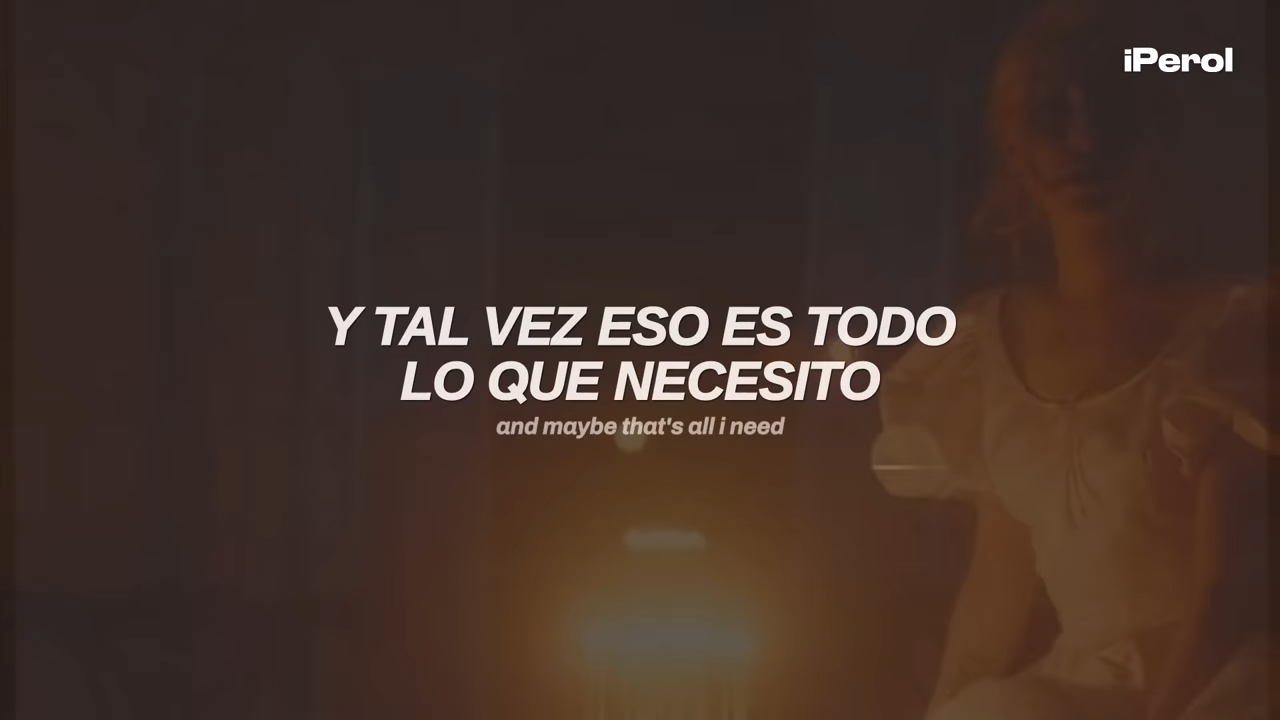 iPerol
Y TAL VEZ ESO ES TODO
LO QUE NECESITO
and maybe that's all i need